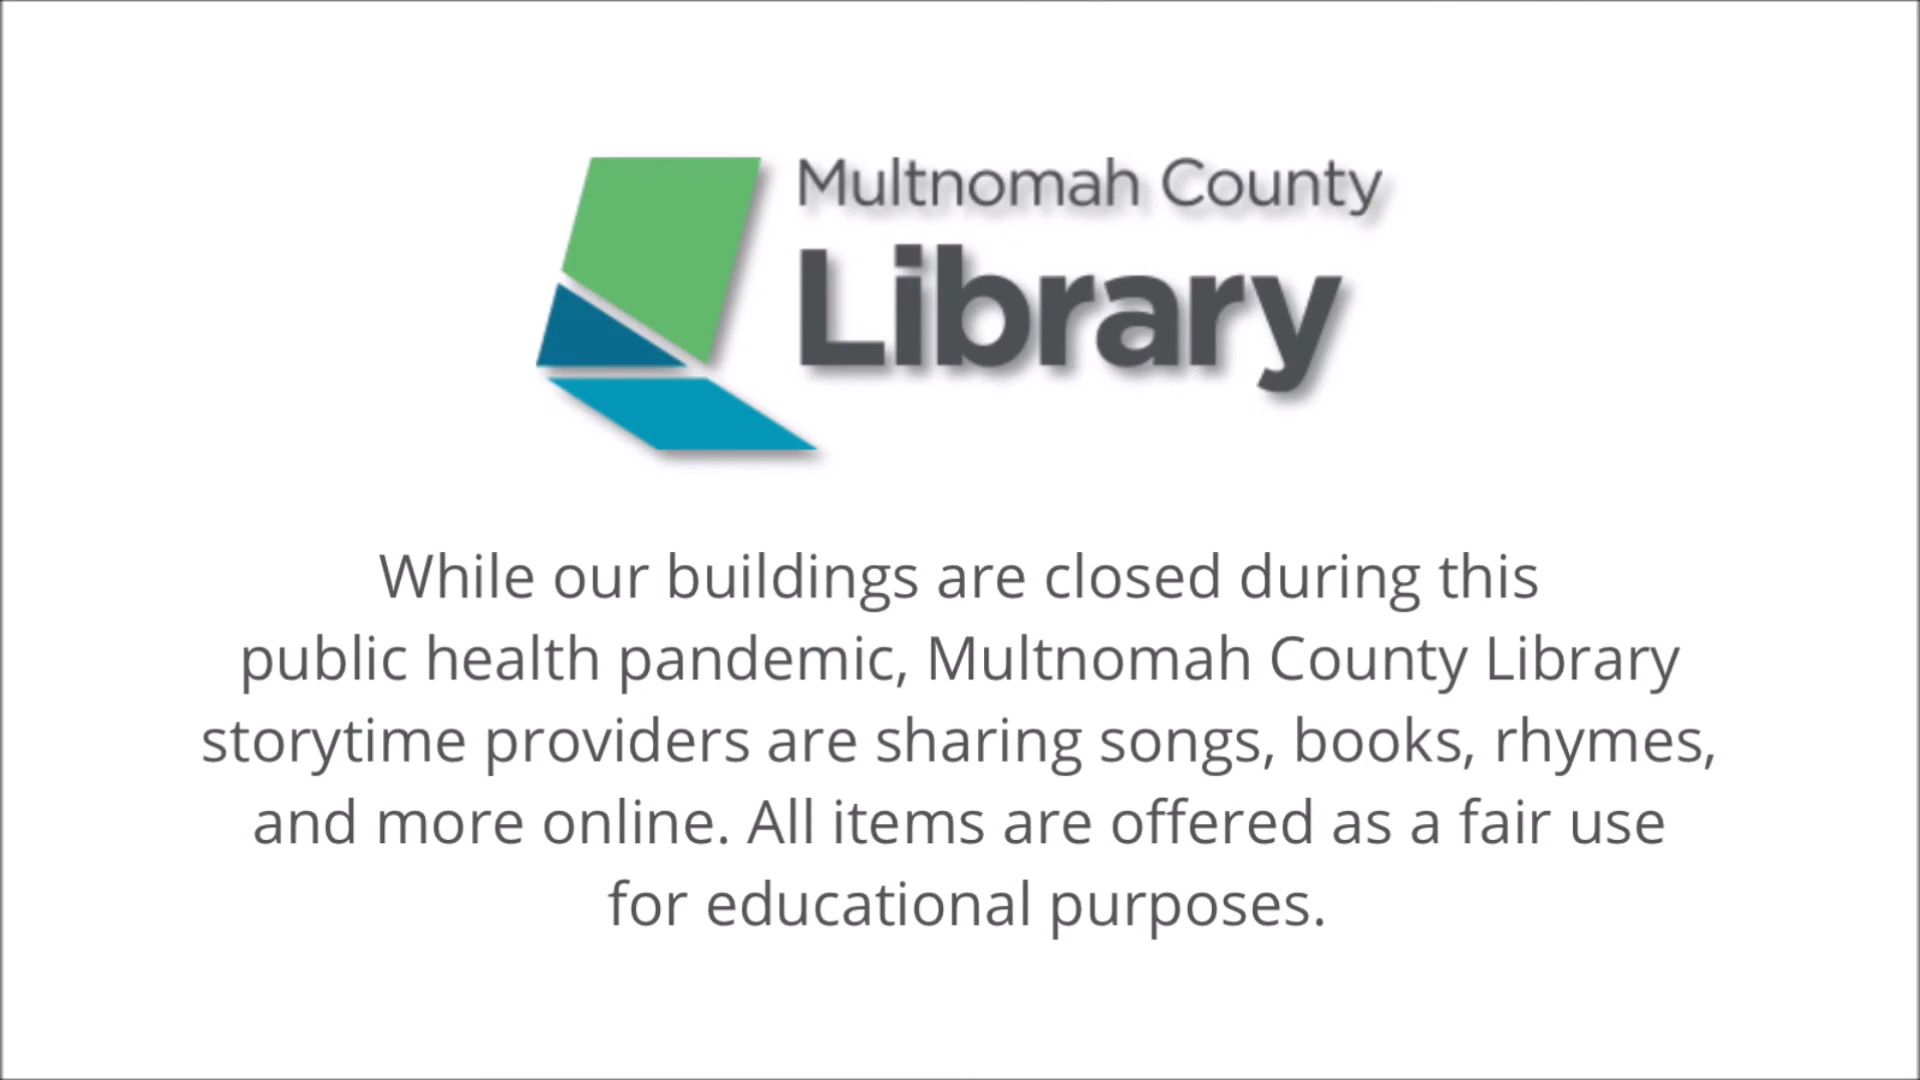 Multnomah County
Library
While our buildings are closed during this
public health pandemic, Multnomah County Library
storytime providers are sharing songs, books, rhymes,
and more online. All items are offered as a fair use
for educational purposes.